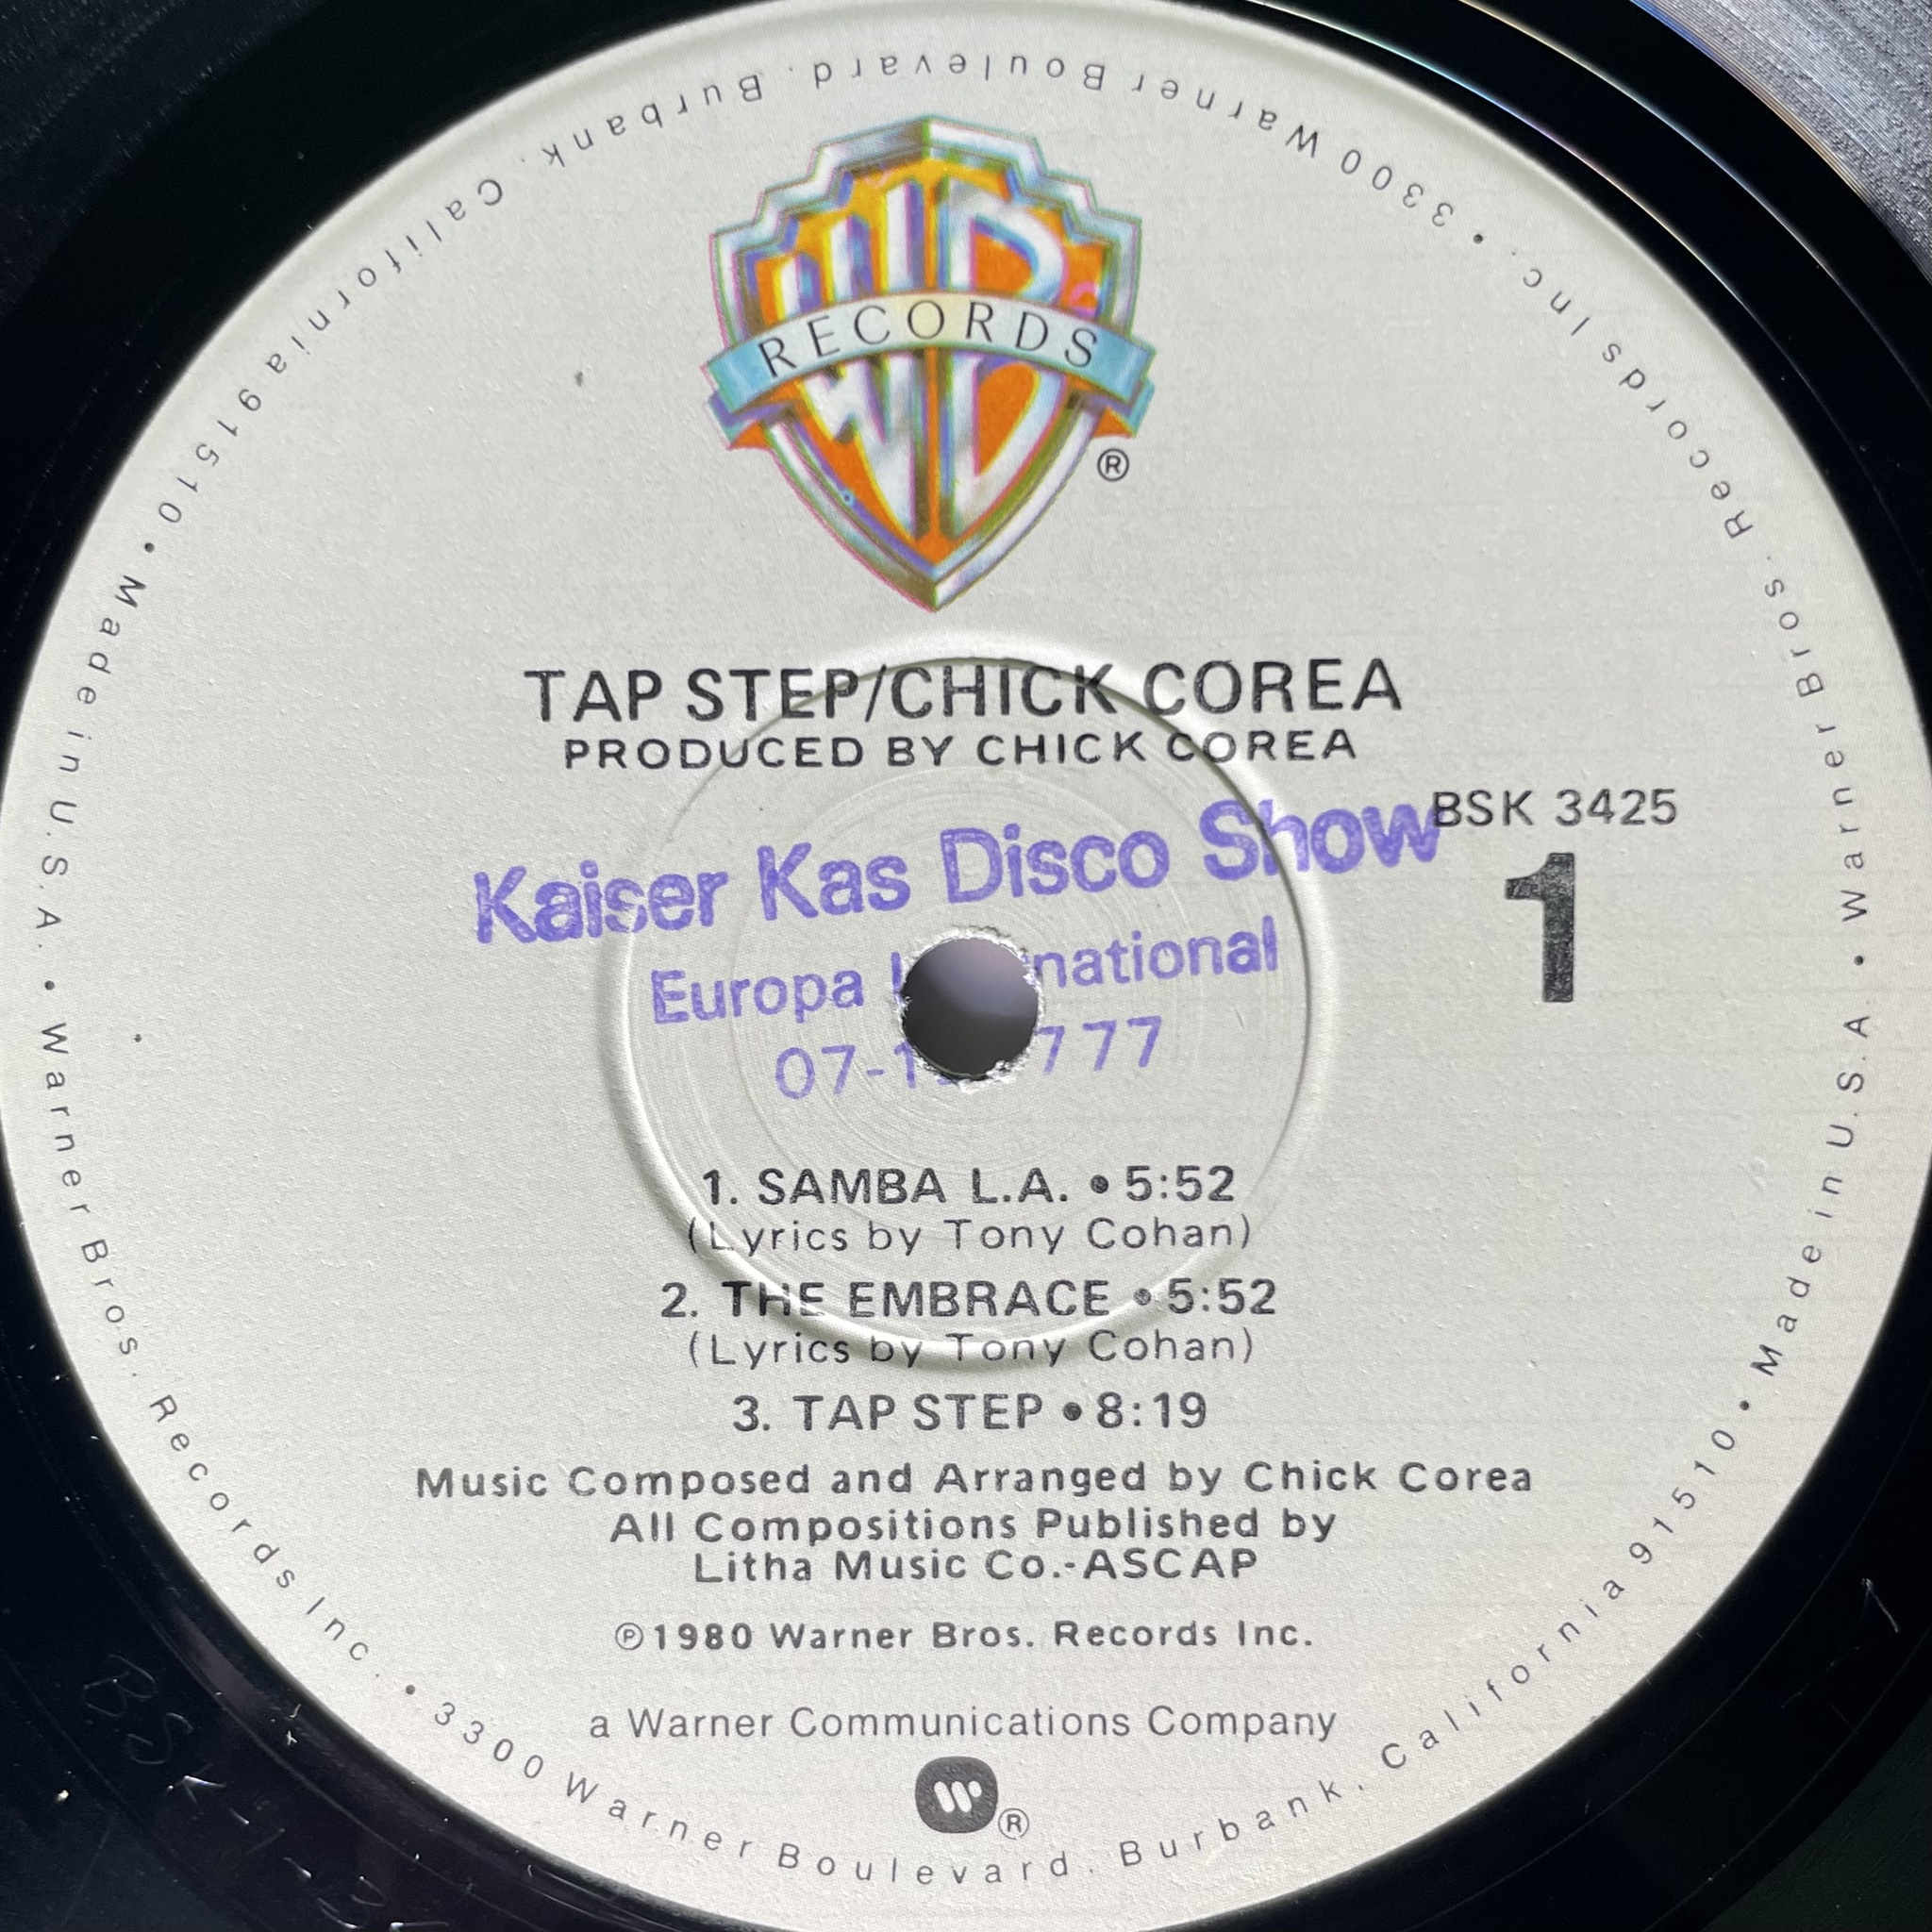 WB
RECORDS
®
TAP STEP/CHICK COREA
PRODUCED BY CHICK COREA
BSK 3425
1
Kaiser Kas Disco Show
Europa
07-1 777
1. SAMBA L.A. • 5:52
(Lyrics by Tony Cohan)
2. THE EMBRACE • 5:52
(Lyrics by Tony Cohan)
3. TAP STEP • 8:19
Music Composed and Arranged by Chick Corea
All Compositions Published by
Litha Music Co.-ASCAP
℗1980 Warner Bros. Records Inc.
a Warner Communications Company
®
Made in U.S.A. • Warner Bros. Records Inc. • 3300 Warner Boulevard. Burbank, California 91510 • Made in U.S.A. • Warner Bros. Records Inc. • 3300 Warner Boulevard. Burbank. California 91510 •